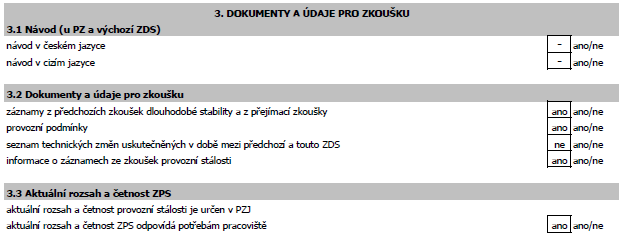 3. DOKUMENTY A ÚDAJE PRO ZKOUŠKU
3.1 Návod (u PZ a výchozí ZDS)
návod v českém jazyce - ano/ne
návod v cizím jazyce - ano/ne
3.2 Dokumenty a údaje pro zkoušku
záznamy z předchozích zkoušek dlouhodobé stability a z přejímací zkoušky ano ano/ne
provozní podmínky ano ano/ne
seznam technických změn uskutečněných v době mezi předchozí a touto ZDS ne ano/ne
informace o záznamech ze zkoušek provozní stálosti ano ano/ne
3.3 Aktuální rozsah a četnost ZPS
aktuální rozsah a četnost provozní stálosti je určen v PZJ
aktuální rozsah a četnost ZPS odpovídá potřebám pracoviště ano ano/ne